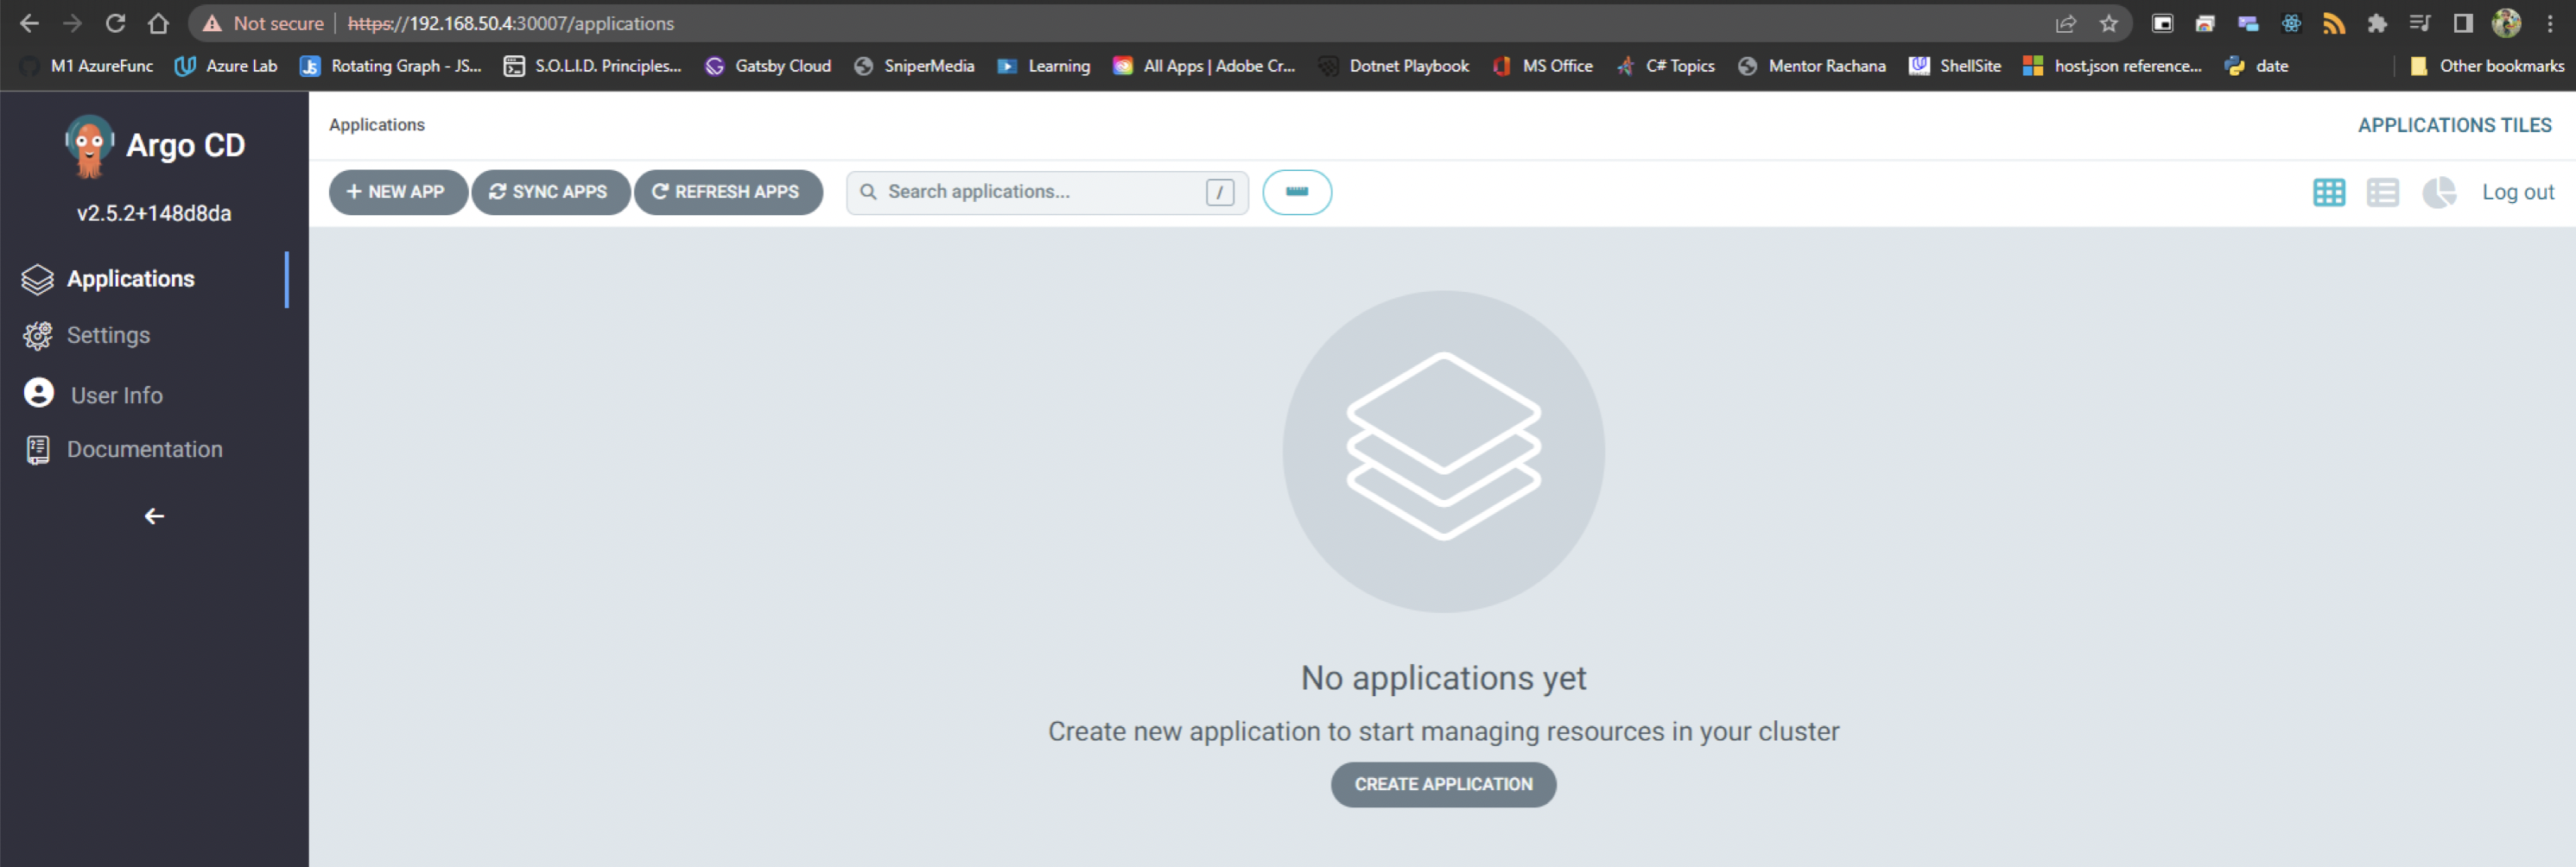 Not secure | https://192.168.50.4:30007/applications
M1 AzureFunc Azure Lab Rotating Graph - JS... S.O.L.I.D. Principles... Gatsby Cloud SniperMedia Learning All Apps | Adobe Cr... Dotnet Playbook MS Office C# Topics Mentor Rachana ShellSite host.json reference... date Other bookmarks
Argo CD
v2.5.2+148d8da
Applications
Settings
User Info
Documentation
Applications
APPLICATIONS TILES
+ NEW APP SYNC APPS REFRESH APPS Search applications... / Log out
No applications yet
Create new application to start managing resources in your cluster
CREATE APPLICATION